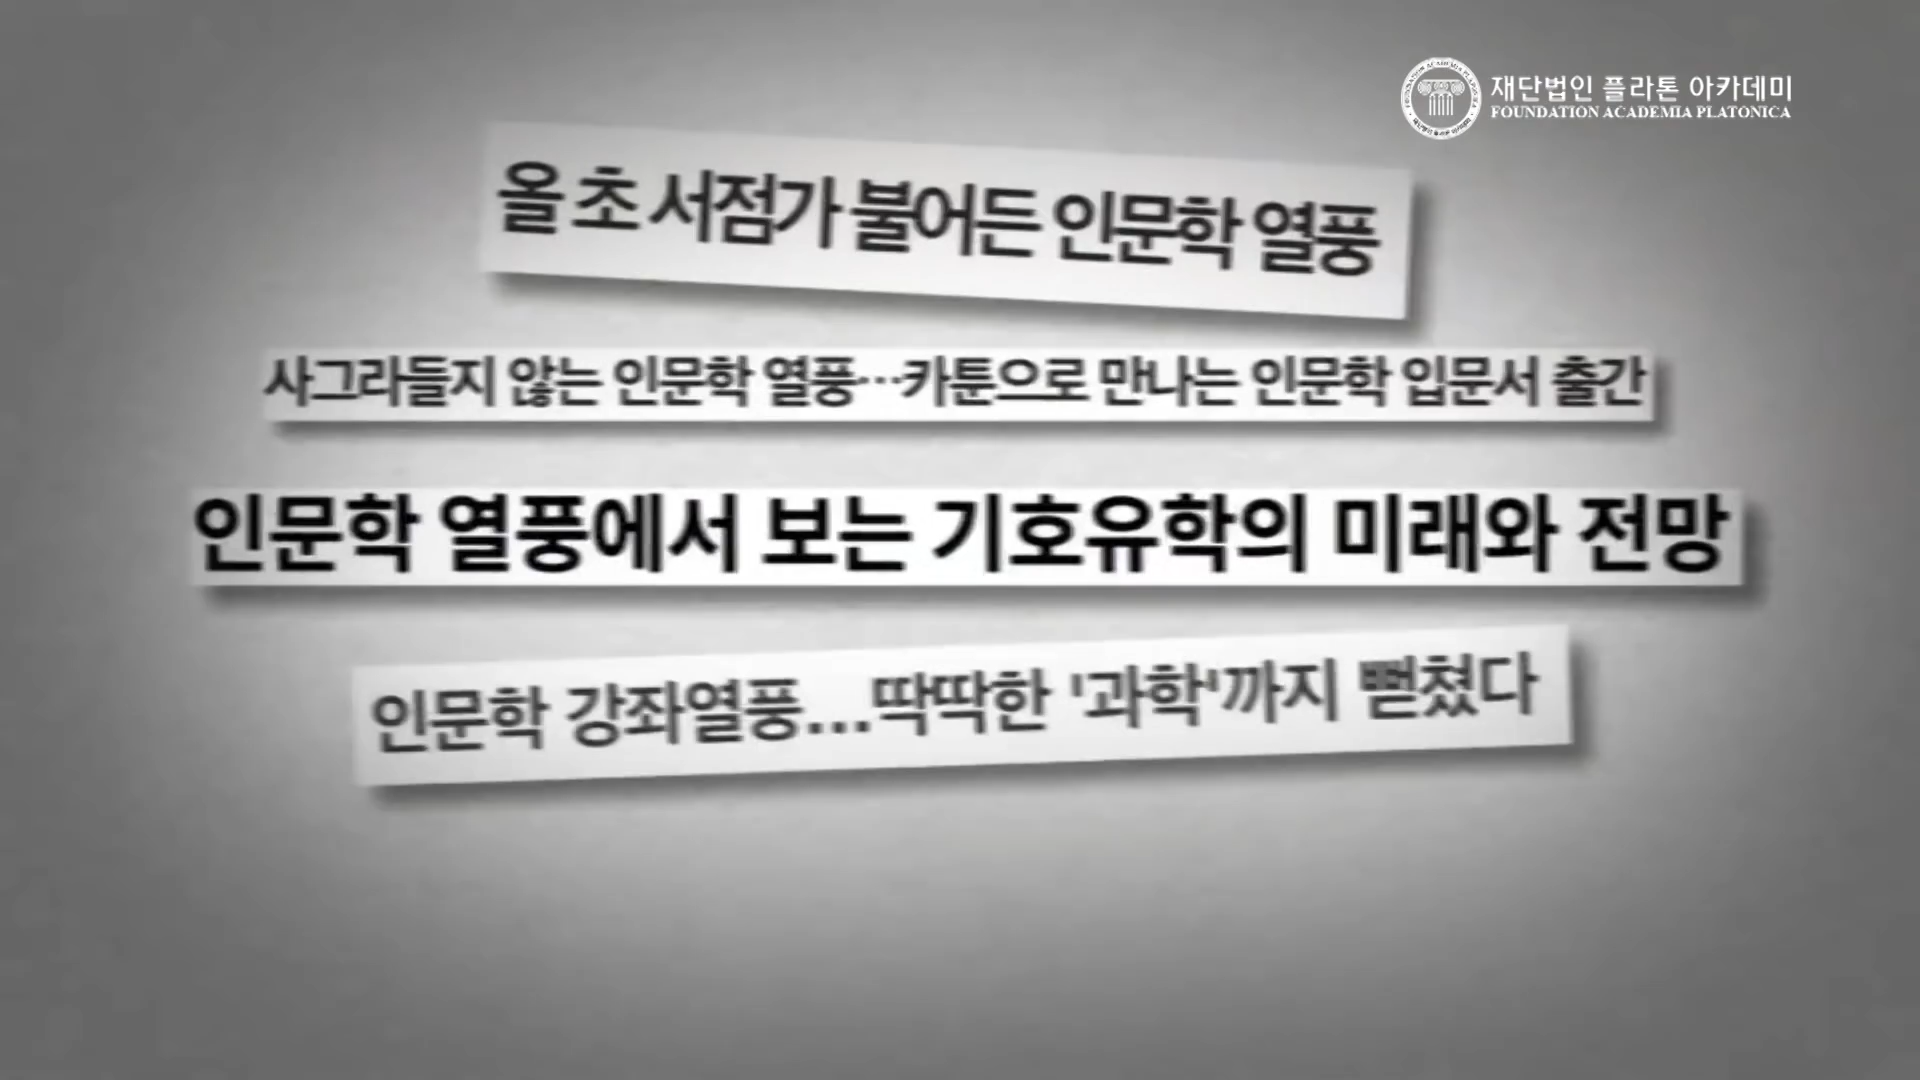 재단법인 플라톤 아카데미
FOUNDATION ACADEMIA PLATONICA
올 초 서점가 불어든 인문학 열풍
사그라들지 않는 인문학 열풍…카툰으로 만나는 인문학 입문서 출간
인문학 열풍에서 보는 기호유학의 미래와 전망
인문학 강좌열풍...딱딱한 '과학'까지 뻗쳤다